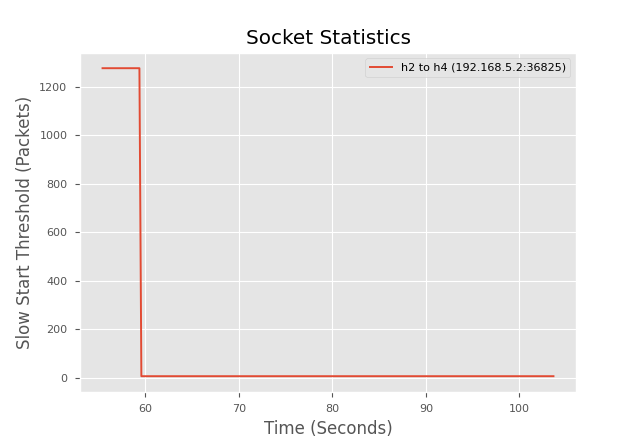 Socket Statistics
h2 to h4 (192.168.5.2:36825)
Slow Start Threshold (Packets)
1200
1000
800
600
400
200
0
60 70 80 90 100
Time (Seconds)